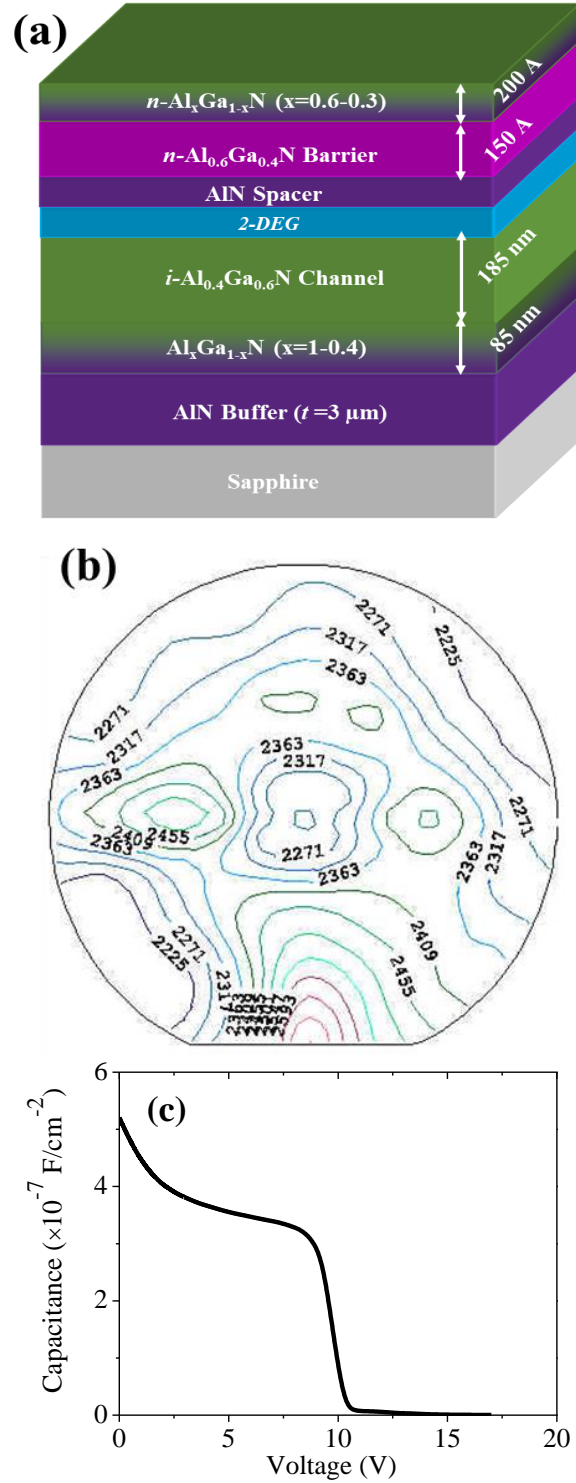 (a)
n-AlₓGa₁₋ₓN (x=0.6-0.3)
200 A
n-Al₀.₆Ga₀.₄N Barrier
150 A
AlN Spacer
2-DEG
i-Al₀.₄Ga₀.₆N Channel
185 nm
AlₓGa₁₋ₓN (x=1-0.4)
85 nm
AlN Buffer (t =3 µm)
Sapphire
(b)
2271
2225
2317
2363
2271
2317
2363
2363
2317
2271
2363
2409
2455
2363
2271
2317
2363
2409
2455
2271
2225
2317
2363
2593
(c)
6
4
2
0
Capacitance (×10⁻⁷ F/cm⁻²)
0
5
10
15
20
Voltage (V)